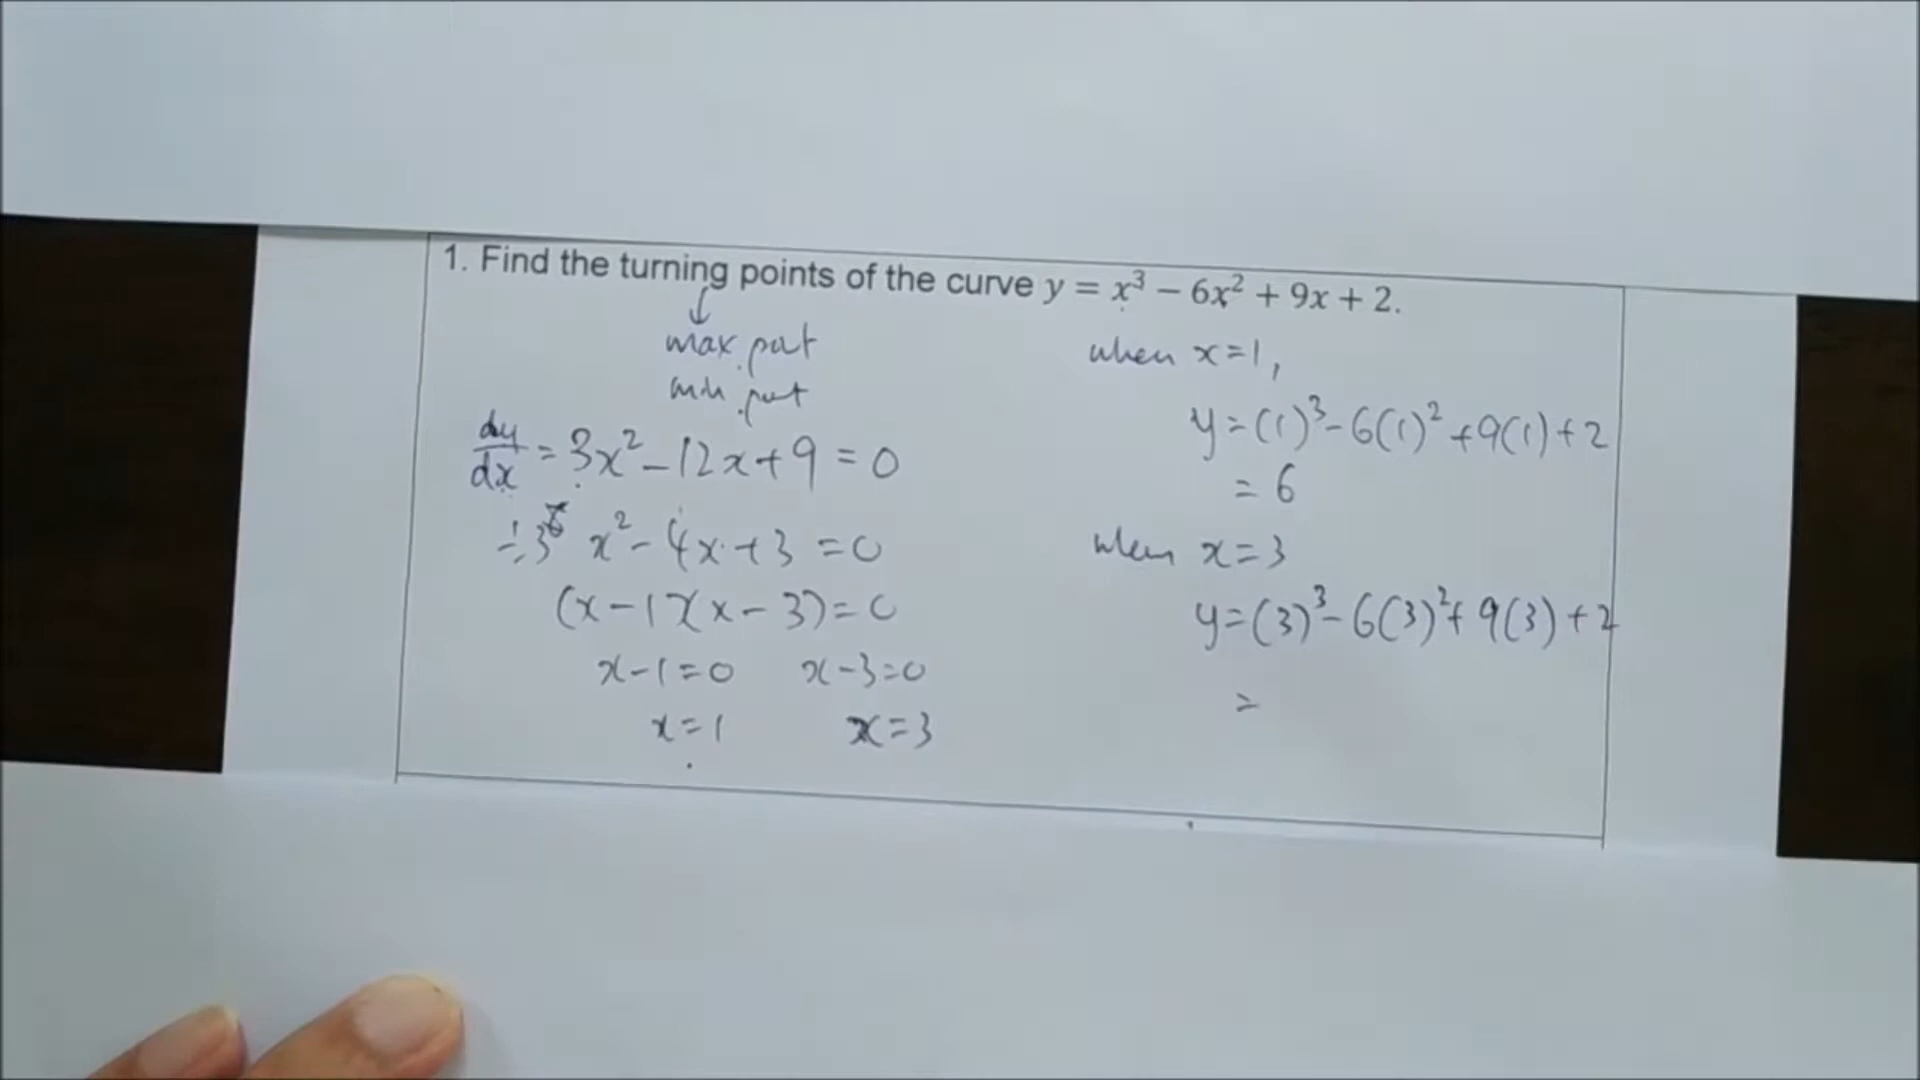 1. Find the turning points of the curve y = x³ − 6x² + 9x + 2.
↓
max. point
min. point
dy/dx = 3x² − 12x + 9 = 0
÷3 x² − 4x + 3 = 0
(x − 1)(x − 3) = 0
x − 1 = 0 x − 3 = 0
x = 1 x = 3
when x = 1,
y = (1)³ − 6(1)² + 9(1) + 2
= 6
when x = 3
y = (3)³ − 6(3)² + 9(3) + 2
=